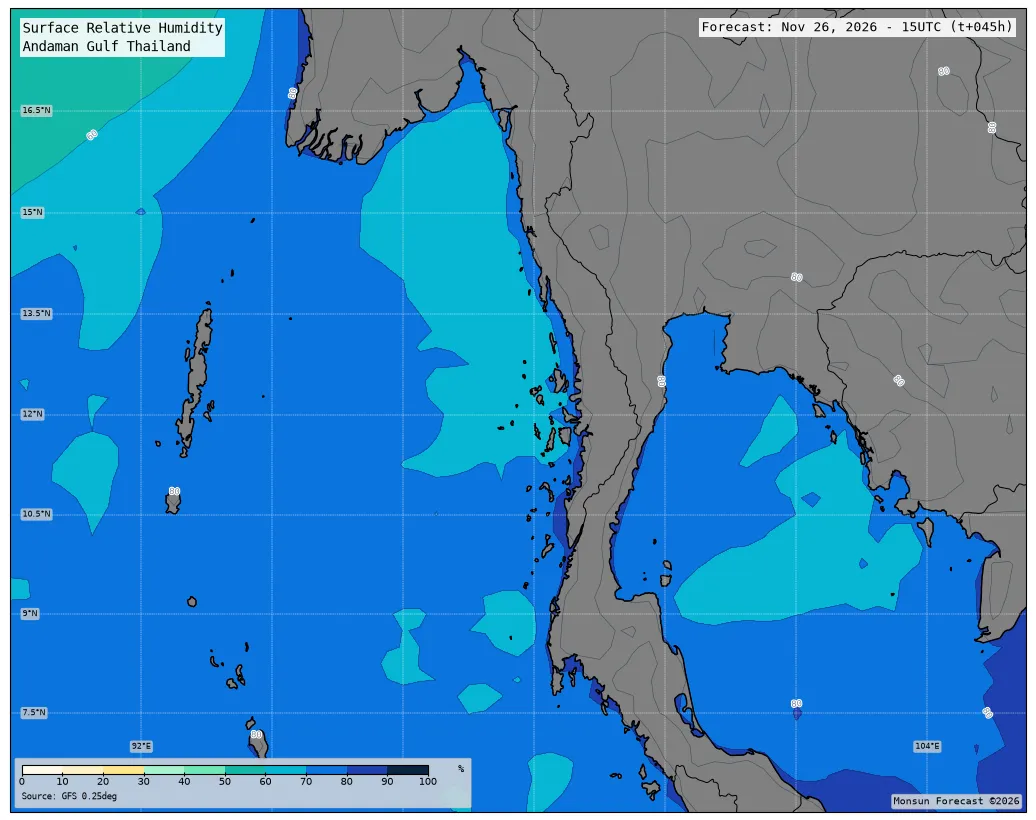 Surface Relative Humidity
Andaman Gulf Thailand
Forecast: Nov 26, 2026 - 15UTC (t+045h)
80
80
80
60
16.5°N
15°N
80
13.5°N
80
80
12°N
80
10.5°N
9°N
80
80
7.5°N
80
92°E
104°E
0 10 20 30 40 50 60 70 80 90 100 %
Source: GFS 0.25deg
Monsun Forecast ©2026